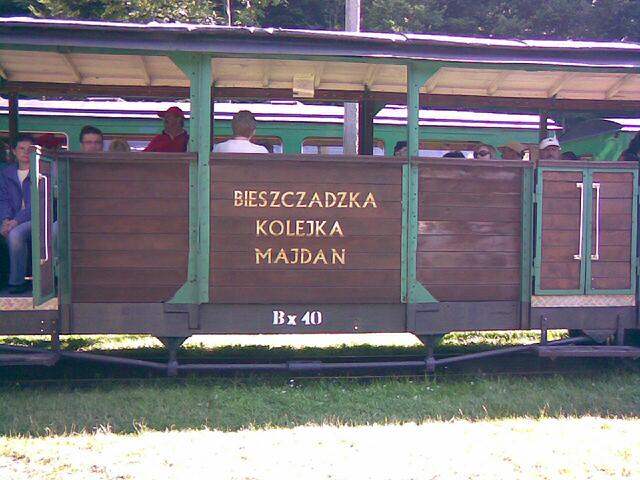 BIESZCZADZKA
KOLEJKA
MAJDAN
Bx 40